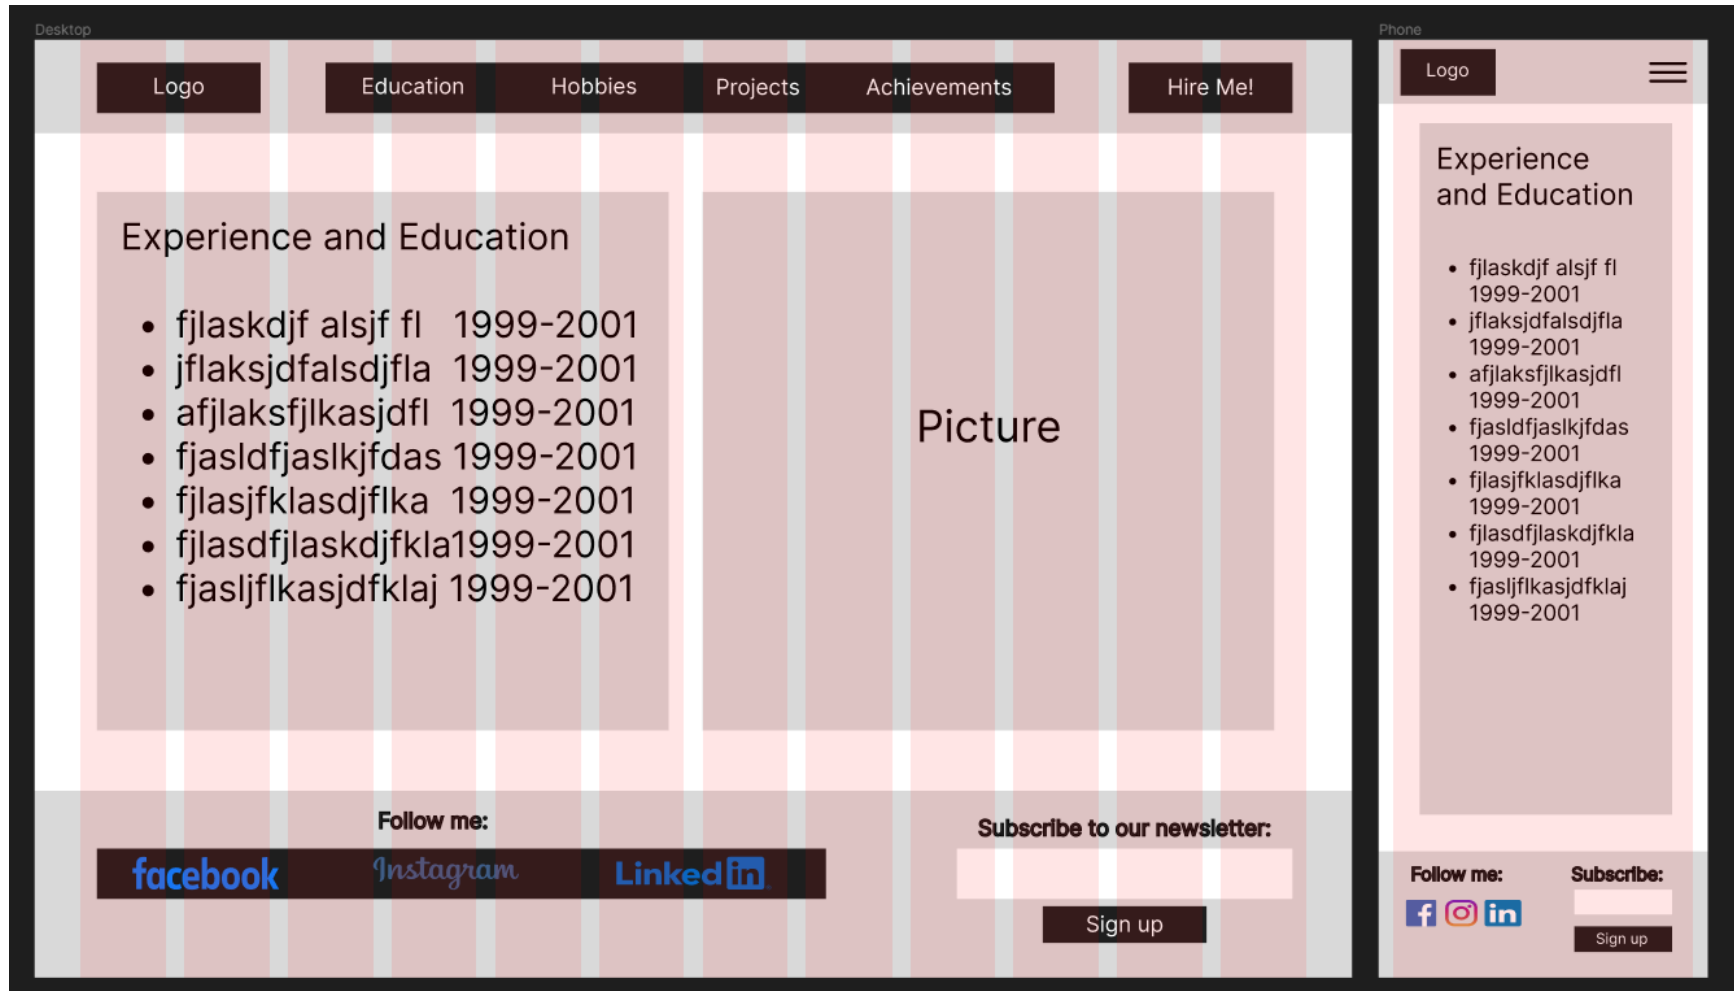 Desktop
Logo
Education Hobbies Projects Achievements
Hire Me!
Experience and Education
• fjlaskdjf alsjf fl 1999-2001
• jflaksjdfalsdjfla 1999-2001
• afjlaksfjlkasjdfl 1999-2001
• fjasldfjaslkjfdas 1999-2001
• fjlasjfklasdjflka 1999-2001
• fjlasdfjlaskdjfkla1999-2001
• fjasljflkasjdfklaj 1999-2001
Picture
Follow me:
facebook Instagram Linkedin
Subscribe to our newsletter:
Sign up
Phone
Logo
Experience
and Education
• fjlaskdjf alsjf fl
1999-2001
• jflaksjdfalsdjfla
1999-2001
• afjlaksfjlkasjdfl
1999-2001
• fjasldfjaslkjfdas
1999-2001
• fjlasjfklasdjflka
1999-2001
• fjlasdfjlaskdjfkla
1999-2001
• fjasljflkasjdfklaj
1999-2001
Follow me:
f in
Subscribe:
Sign up